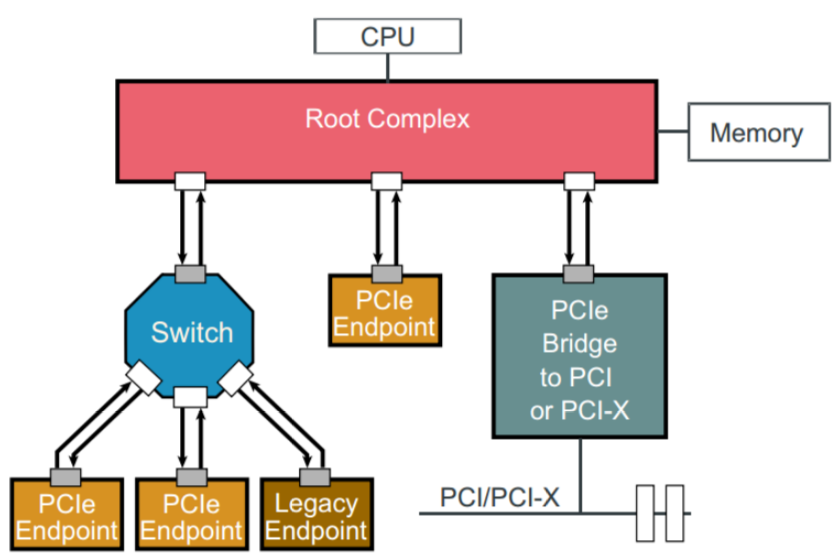 CPU
Root Complex
Memory
Switch
PCIe
Endpoint
PCIe
Bridge
to PCI
or PCI-X
PCIe
Endpoint
PCIe
Endpoint
Legacy
Endpoint
PCI/PCI-X